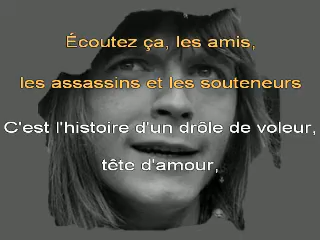 Écoutez ça, les amis,
les assassins et les souteneurs
C'est l'histoire d'un drôle de voleur,
tête d'amour,